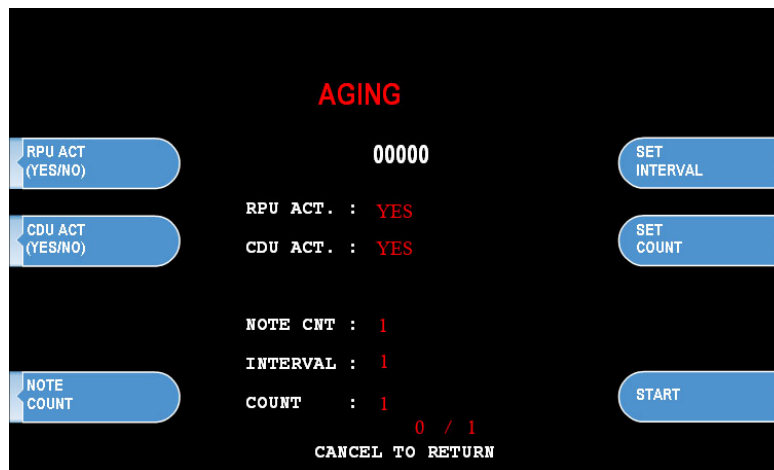 AGING
RPU ACT
(YES/NO)
00000
SET
INTERVAL
RPU ACT. : YES
CDU ACT
(YES/NO)
CDU ACT. : YES
SET
COUNT
NOTE CNT : 1
INTERVAL : 1
NOTE
COUNT
COUNT : 1
START
0 / 1
CANCEL TO RETURN